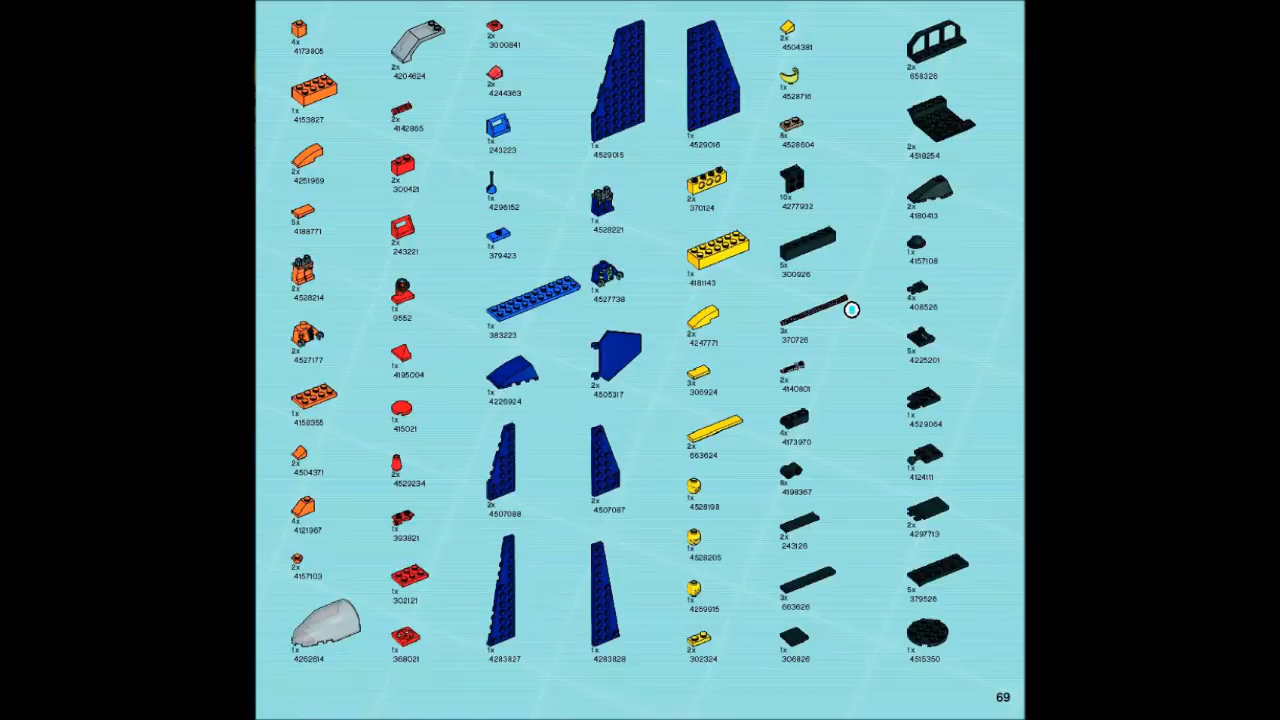 4x
4173805
1x
4153827
2x
4251969
5x
4188771
2x
4528214
2x
4527177
1x
4158355
2x
4504371
4x
4121967
2x
4157103
1x
4262614
2x
4204624
2x
4142865
2x
300421
2x
243221
1x
9552
1x
4195004
1x
415021
2x
4529234
1x
393821
1x
302121
1x
368021
2x
3000841
2x
4244363
1x
243223
1x
4296152
1x
379423
1x
383223
1x
4226924
2x
4507088
1x
4283827
1x
4529015
1x
4528221
1x
4527738
2x
4505317
2x
4507087
1x
4283828
1x
4529016
2x
370124
1x
4181143
2x
4247771
3x
306924
2x
663624
1x
4528198
1x
4528205
1x
4259915
2x
302324
2x
4504381
1x
4528716
8x
4528604
10x
4277932
5x
300926
3x
370726
2x
4140801
4x
4173970
6x
4198367
2x
243126
3x
663626
1x
306826
2x
658326
2x
4518254
2x
4180413
1x
4157108
4x
408526
5x
4225201
1x
4529064
1x
4124111
2x
4297713
5x
379526
1x
4515350
69